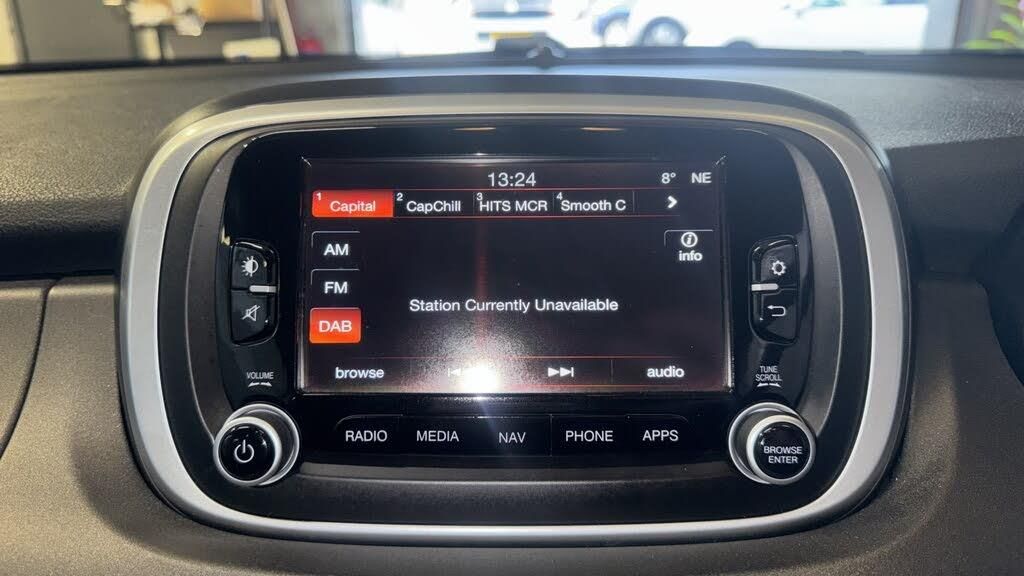 13:24 8° NE
1 Capital 2 CapChill 3 HITS MCR 4 Smooth C
AM
i
info
FM
Station Currently Unavailable
DAB
browse audio
VOLUME
TUNE
SCROLL
RADIO MEDIA NAV PHONE APPS
BROWSE
ENTER